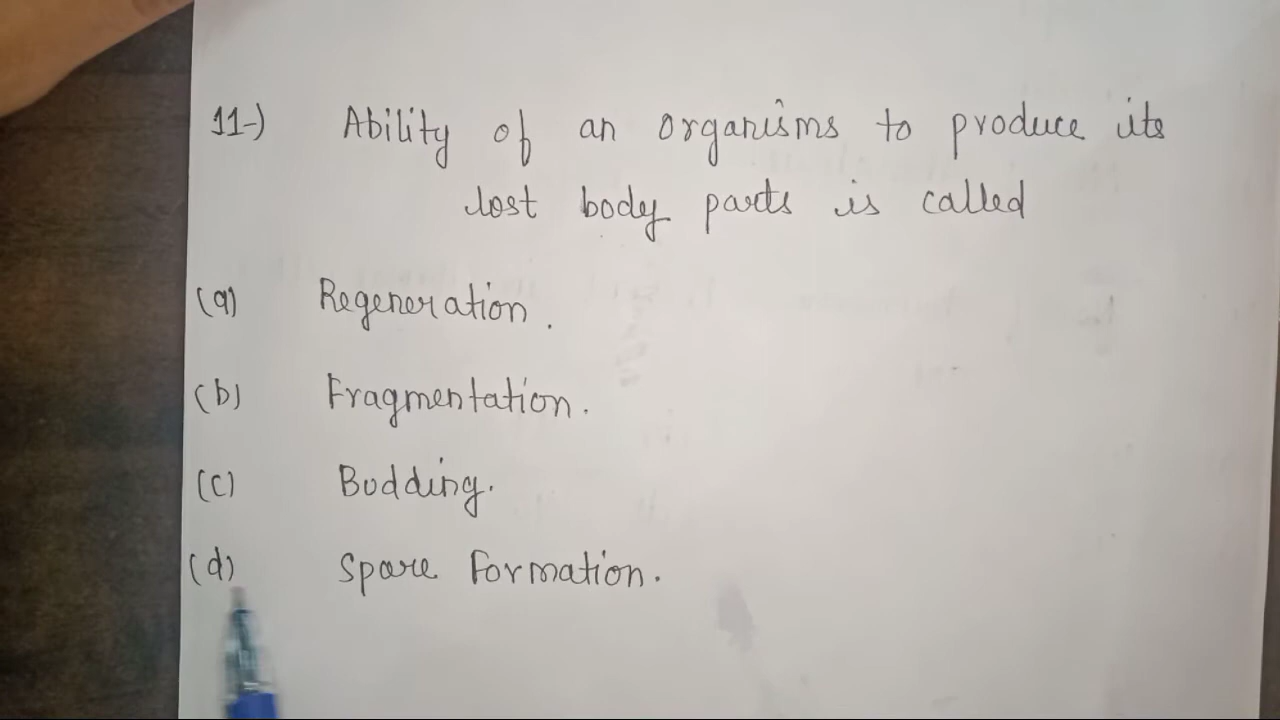 11-) Ability of an organisms to produce its
lost body parts is called
(a) Regeneration.
(b) Fragmentation.
(c) Budding.
(d) Spore Formation.